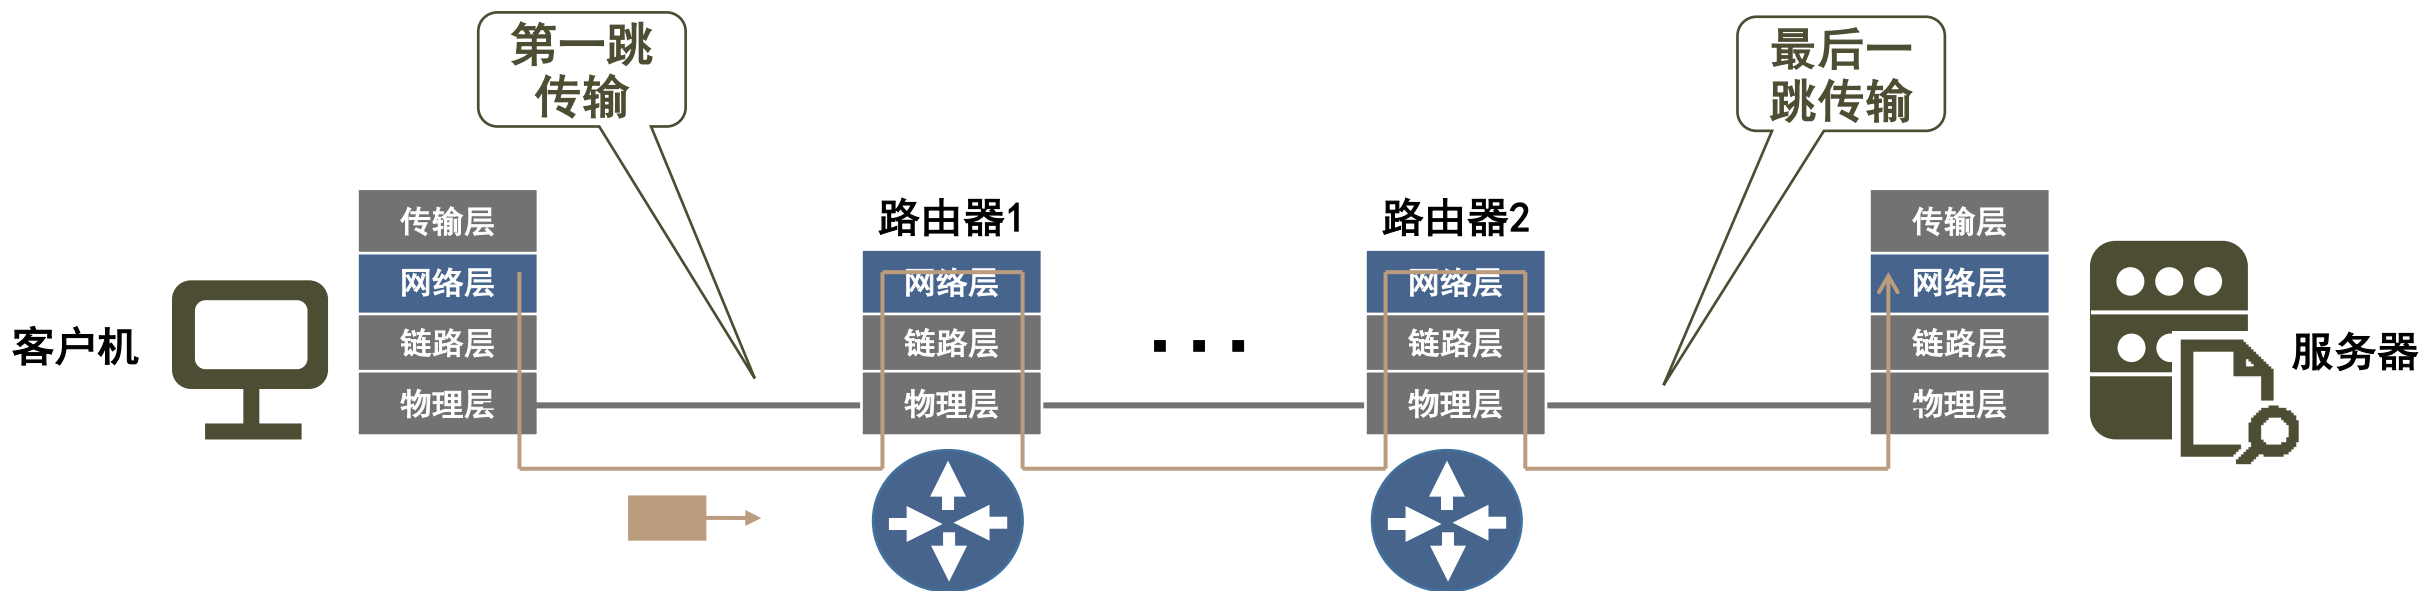 第一跳
传输
最后一
跳传输
路由器1
路由器2
传输层
网络层
链路层
物理层
网络层
链路层
物理层
...
网络层
链路层
物理层
传输层
网络层
链路层
物理层
客户机
服务器